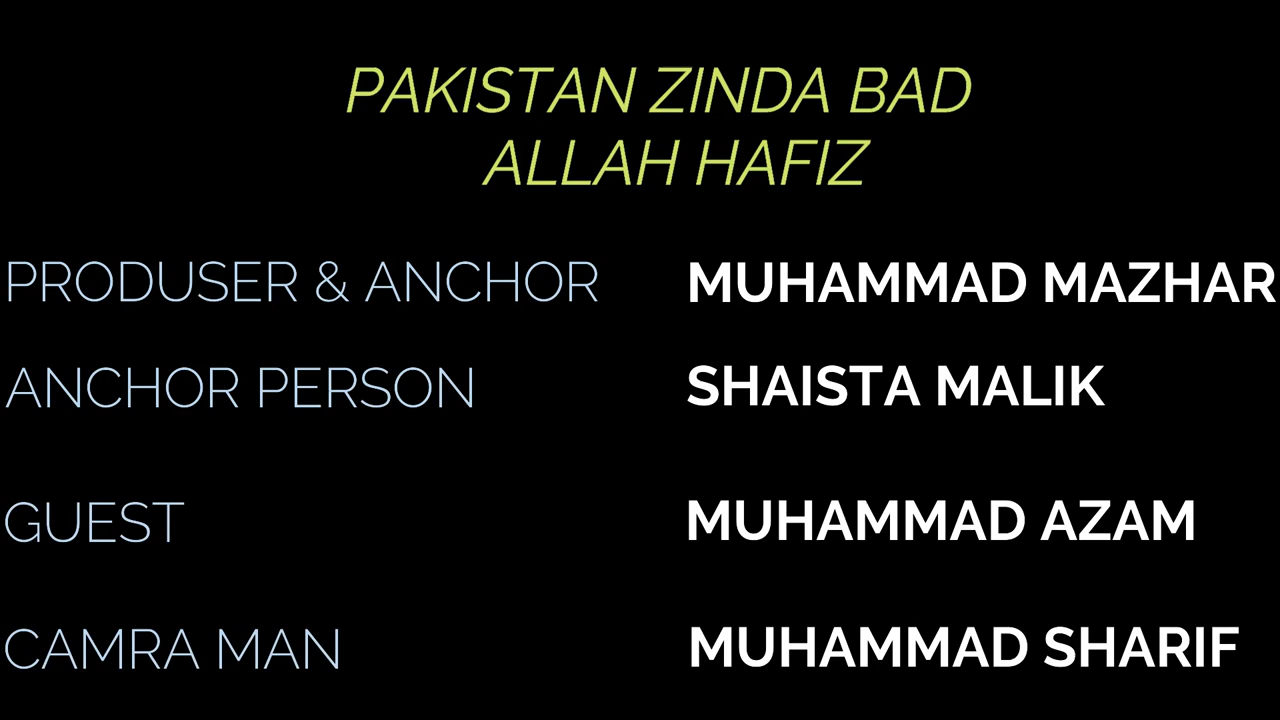 PAKISTAN ZINDA BAD
ALLAH HAFIZ
PRODUSER & ANCHOR MUHAMMAD MAZHAR
ANCHOR PERSON SHAISTA MALIK
GUEST MUHAMMAD AZAM
CAMRA MAN MUHAMMAD SHARIF